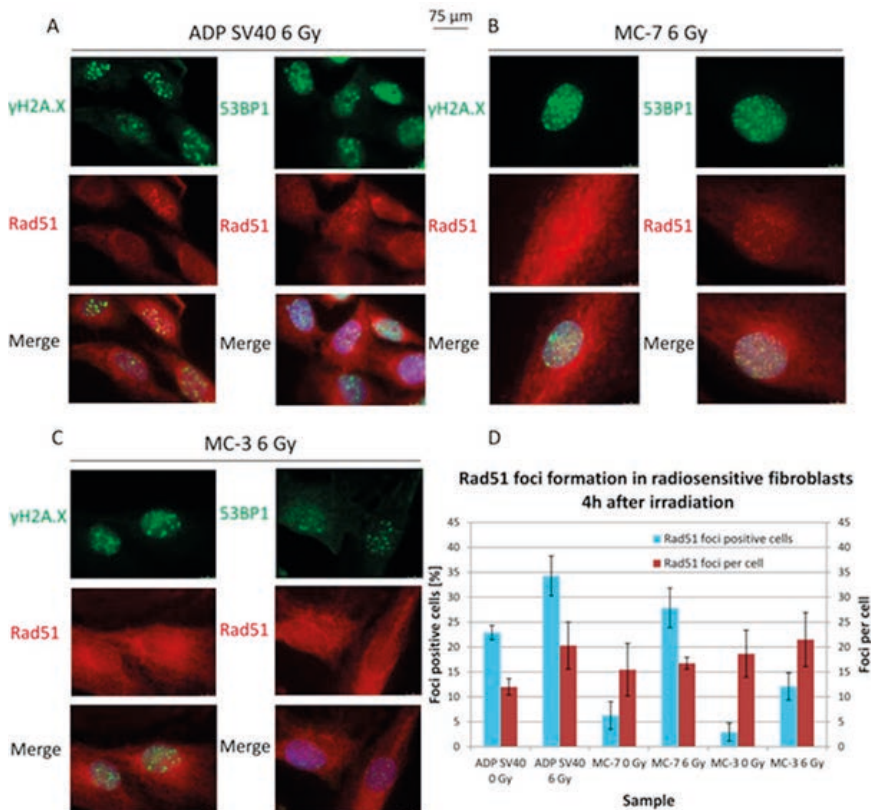 A
ADP SV40 6 Gy
75 µm
B
MC-7 6 Gy
γH2A.X
53BP1
γH2A.X
53BP1
Rad51
Rad51
Rad51
Rad51
Merge
Merge
Merge
Merge
C
MC-3 6 Gy
γH2A.X
53BP1
Rad51
Rad51
Merge
Merge
D
Rad51 foci formation in radiosensitive fibroblasts
4h after irradiation
Rad51 foci positive cells
Rad51 foci per cell
Foci positive cells [%]
45
40
35
30
25
20
15
10
5
0
45
40
35
30
25
20
15
10
5
0
Foci per cell
ADP SV40 0 Gy
ADP SV40 6 Gy
MC-7 0 Gy
MC-7 6 Gy
MC-3 0 Gy
MC-3 6 Gy
Sample